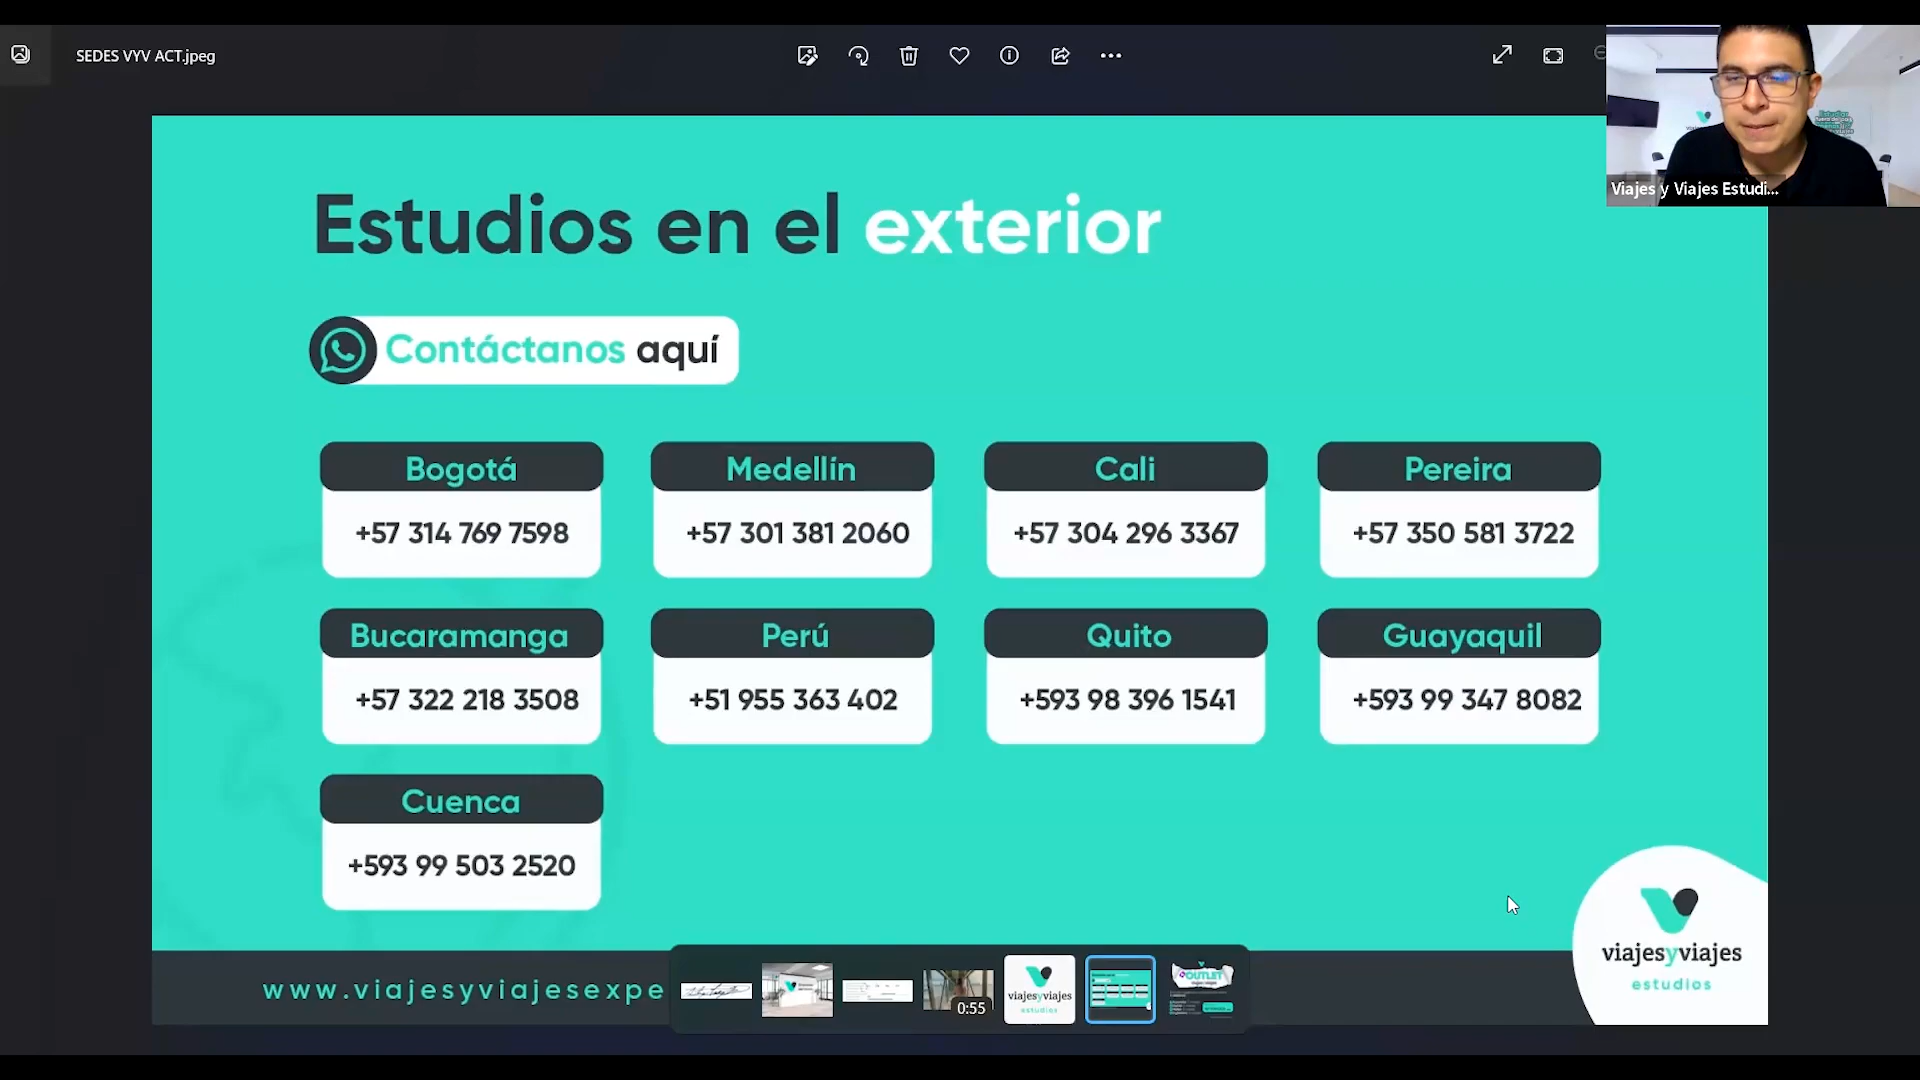 SEDES VYV ACT.jpeg
Viajes y Viajes Estudi...
Estudios en el exterior
Contáctanos aquí
Bogotá
+57 314 769 7598
Medellín
+57 301 381 2060
Cali
+57 304 296 3367
Pereira
+57 350 581 3722
Bucaramanga
+57 322 218 3508
Perú
+51 955 363 402
Quito
+593 98 396 1541
Guayaquil
+593 99 347 8082
Cuenca
+593 99 503 2520
www.viajesyviajesexpe
0:55
viajesyviajes
estudios
OUTLET
viajesyviajes
estudios